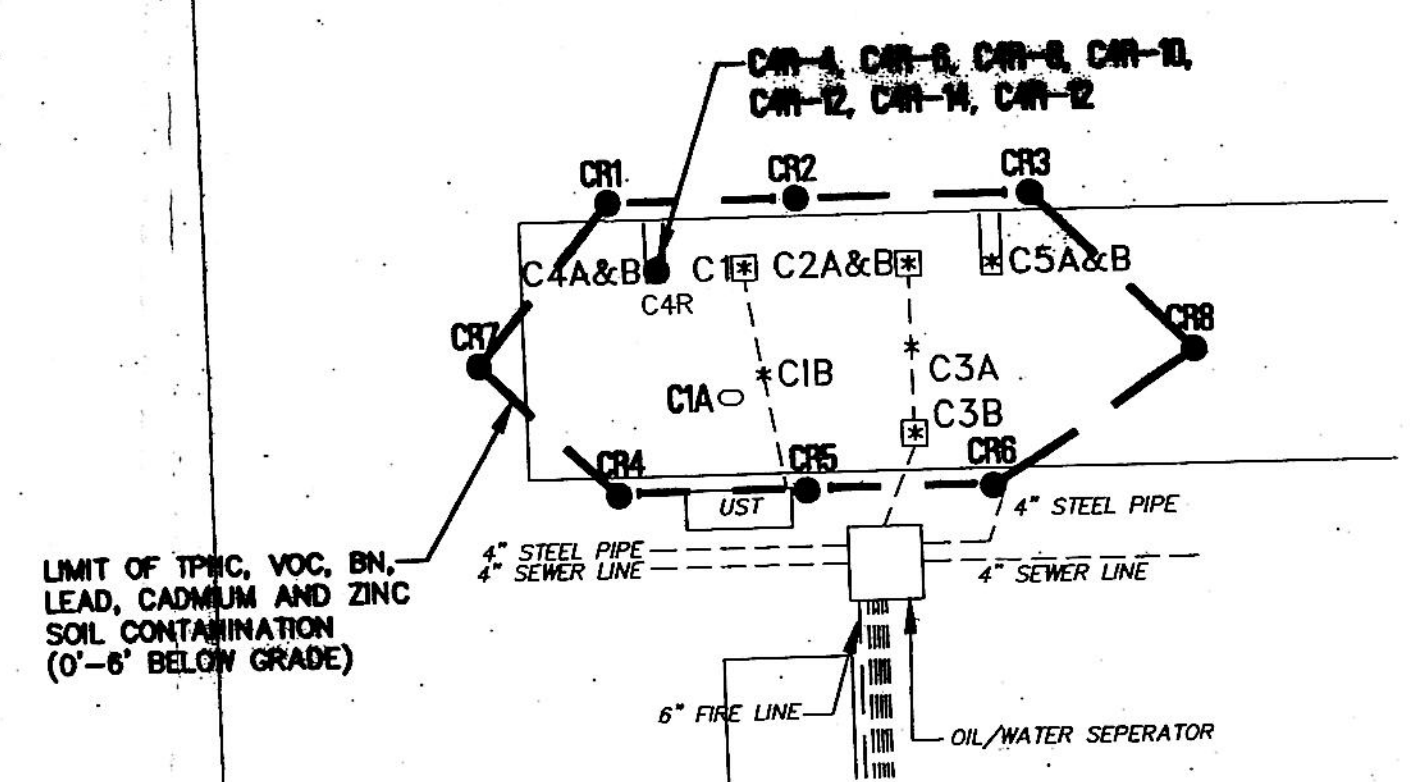 C4R-4, C4R-6, C4R-8, C4R-10,
C4R-12, C4R-14, C4R-12
CR1
CR2
CR3
C4A&B
C1
C2A&B
C5A&B
C4R
CR7
CR8
C1B
C3A
C1A
C3B
CR4
CR5
CR6
UST
4" STEEL PIPE
4" STEEL PIPE
4" SEWER LINE
4" SEWER LINE
LIMIT OF TPHC, VOC, BN,
LEAD, CADMIUM AND ZINC
SOIL CONTAMINATION
(0'-6' BELOW GRADE)
6" FIRE LINE
OIL/WATER SEPERATOR